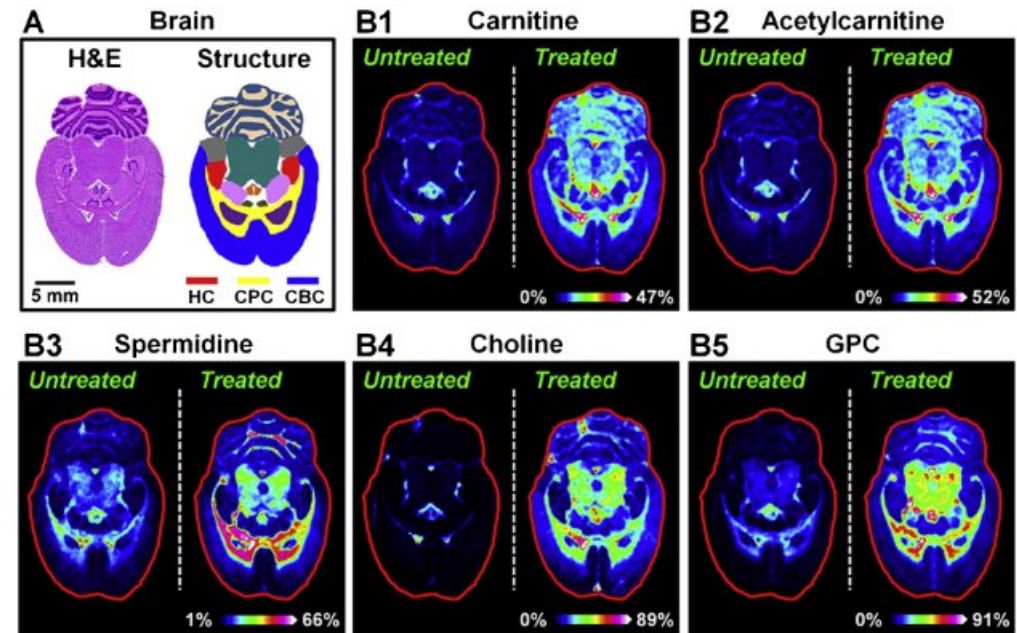 A Brain
H&E Structure
5 mm HC CPC CBC
B1 Carnitine
Untreated Treated
0% 47%
B2 Acetylcarnitine
Untreated Treated
0% 52%
B3 Spermidine
Untreated Treated
1% 66%
B4 Choline
Untreated Treated
0% 89%
B5 GPC
Untreated Treated
0% 91%